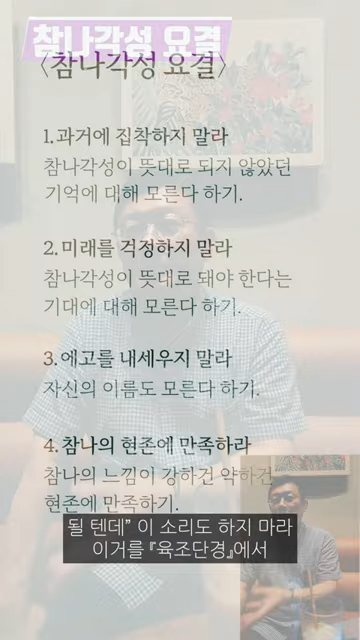 참나각성 요결
〈참나각성 요결〉
1. 과거에 집착하지 말라
참나각성이 뜻대로 되지 않았던
기억에 대해 모른다 하기.
2. 미래를 걱정하지 말라
참나각성이 뜻대로 돼야 한다는
기대에 대해 모른다 하기.
3. 에고를 내세우지 말라
자신의 이름도 모른다 하기.
4. 참나의 현존에 만족하라
참나의 느낌이 강하건 약하건
현존에 만족하기.
될 텐데” 이 소리도 하지 마라
이거를 『육조단경』에서